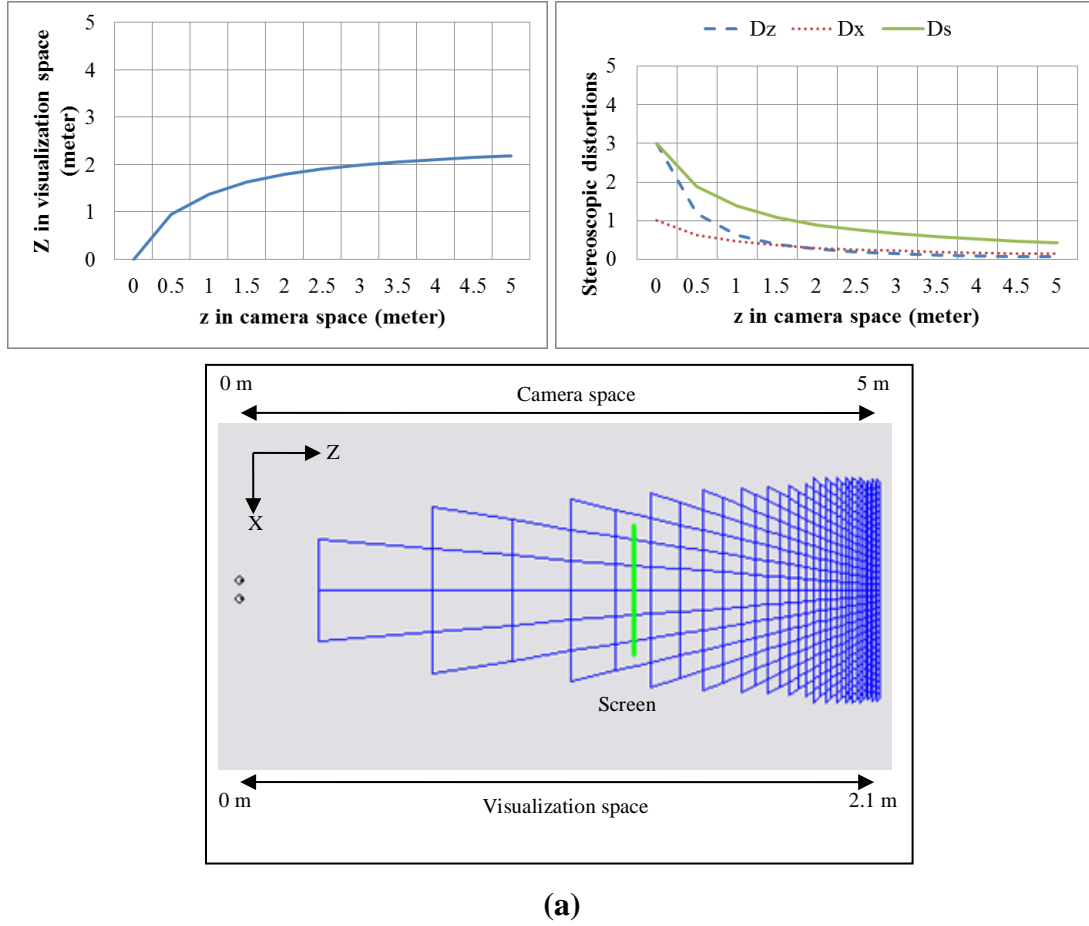 5
4
3
2
1
0
0 0.5 1 1.5 2 2.5 3 3.5 4 4.5 5
Z in visualization space
(meter)
z in camera space (meter)
Dz Dx Ds
5
4
3
2
1
0
0 0.5 1 1.5 2 2.5 3 3.5 4 4.5 5
Stereoscopic distortions
z in camera space (meter)
0 m 5 m
Camera space
Z
X
Screen
0 m 2.1 m
Visualization space
(a)